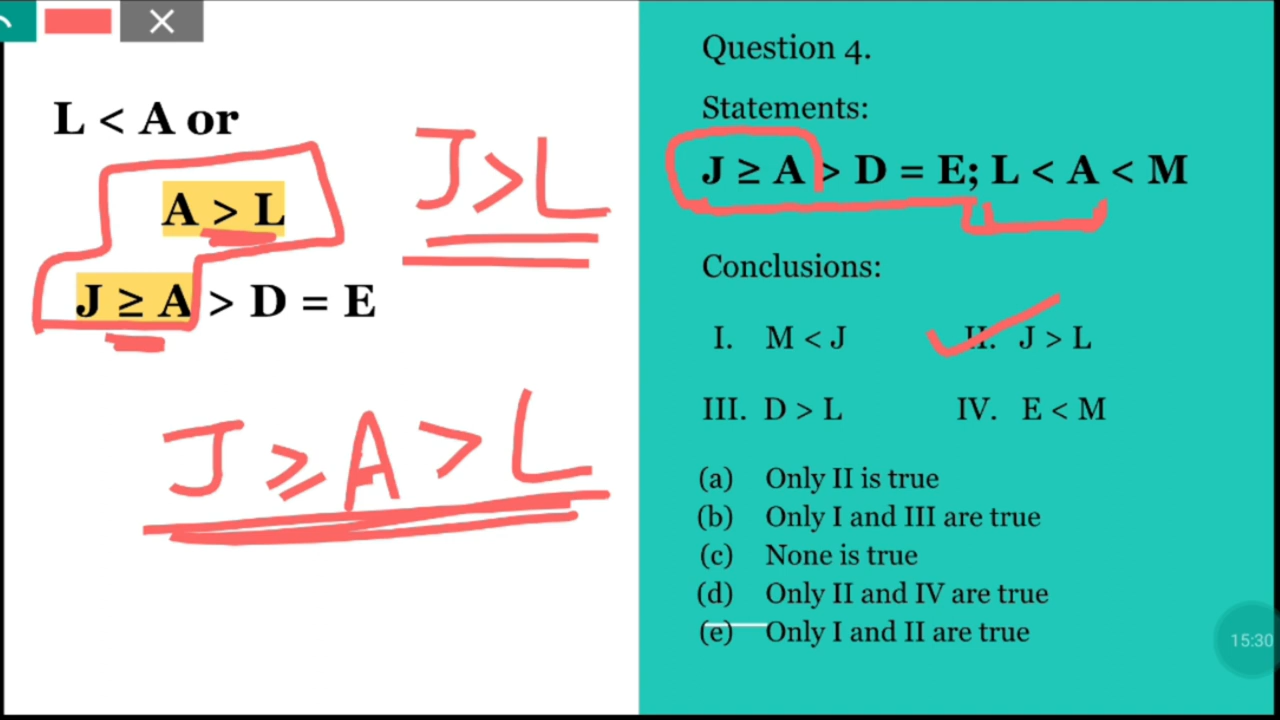 L < A or
A > L
J ≥ A > D = E
J > L
J ≥ A > L
Question 4.
Statements:
J ≥ A > D = E; L < A < M
Conclusions:
I. M < J II. J > L
III. D > L IV. E < M
(a) Only II is true
(b) Only I and III are true
(c) None is true
(d) Only II and IV are true
(e) Only I and II are true
15:30